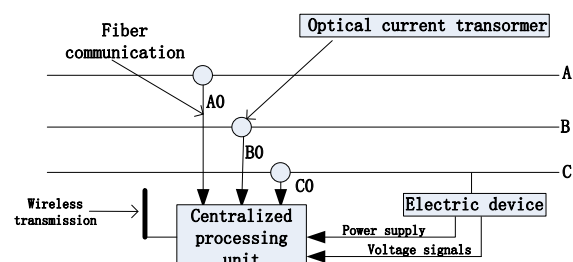 Fiber
communication
Optical current transormer
A
A0
B
B0
C
C0
Wireless
transmission
Electric device
Centralized
processing
unit
Power supply
Voltage signals